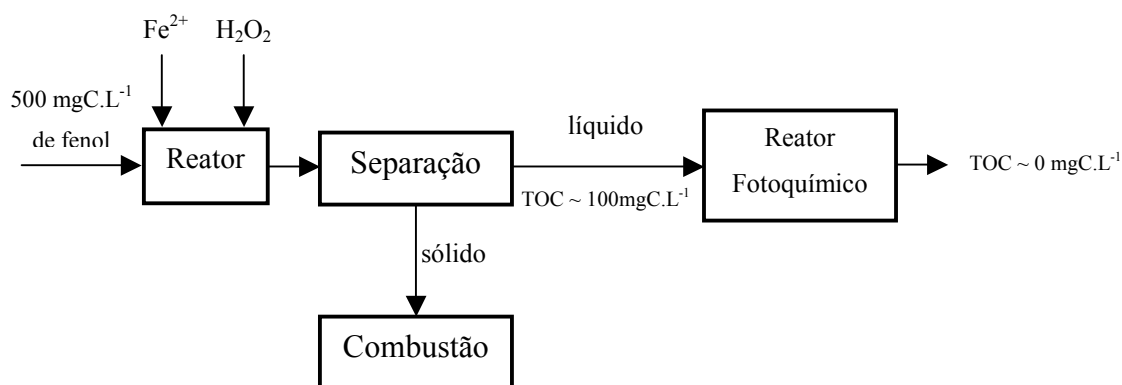 Fe²⁺ H₂O₂
500 mgC.L⁻¹
de fenol
Reator
Separação
líquido
TOC ~ 100mgC.L⁻¹
Reator
Fotoquímico
TOC ~ 0 mgC.L⁻¹
sólido
Combustão